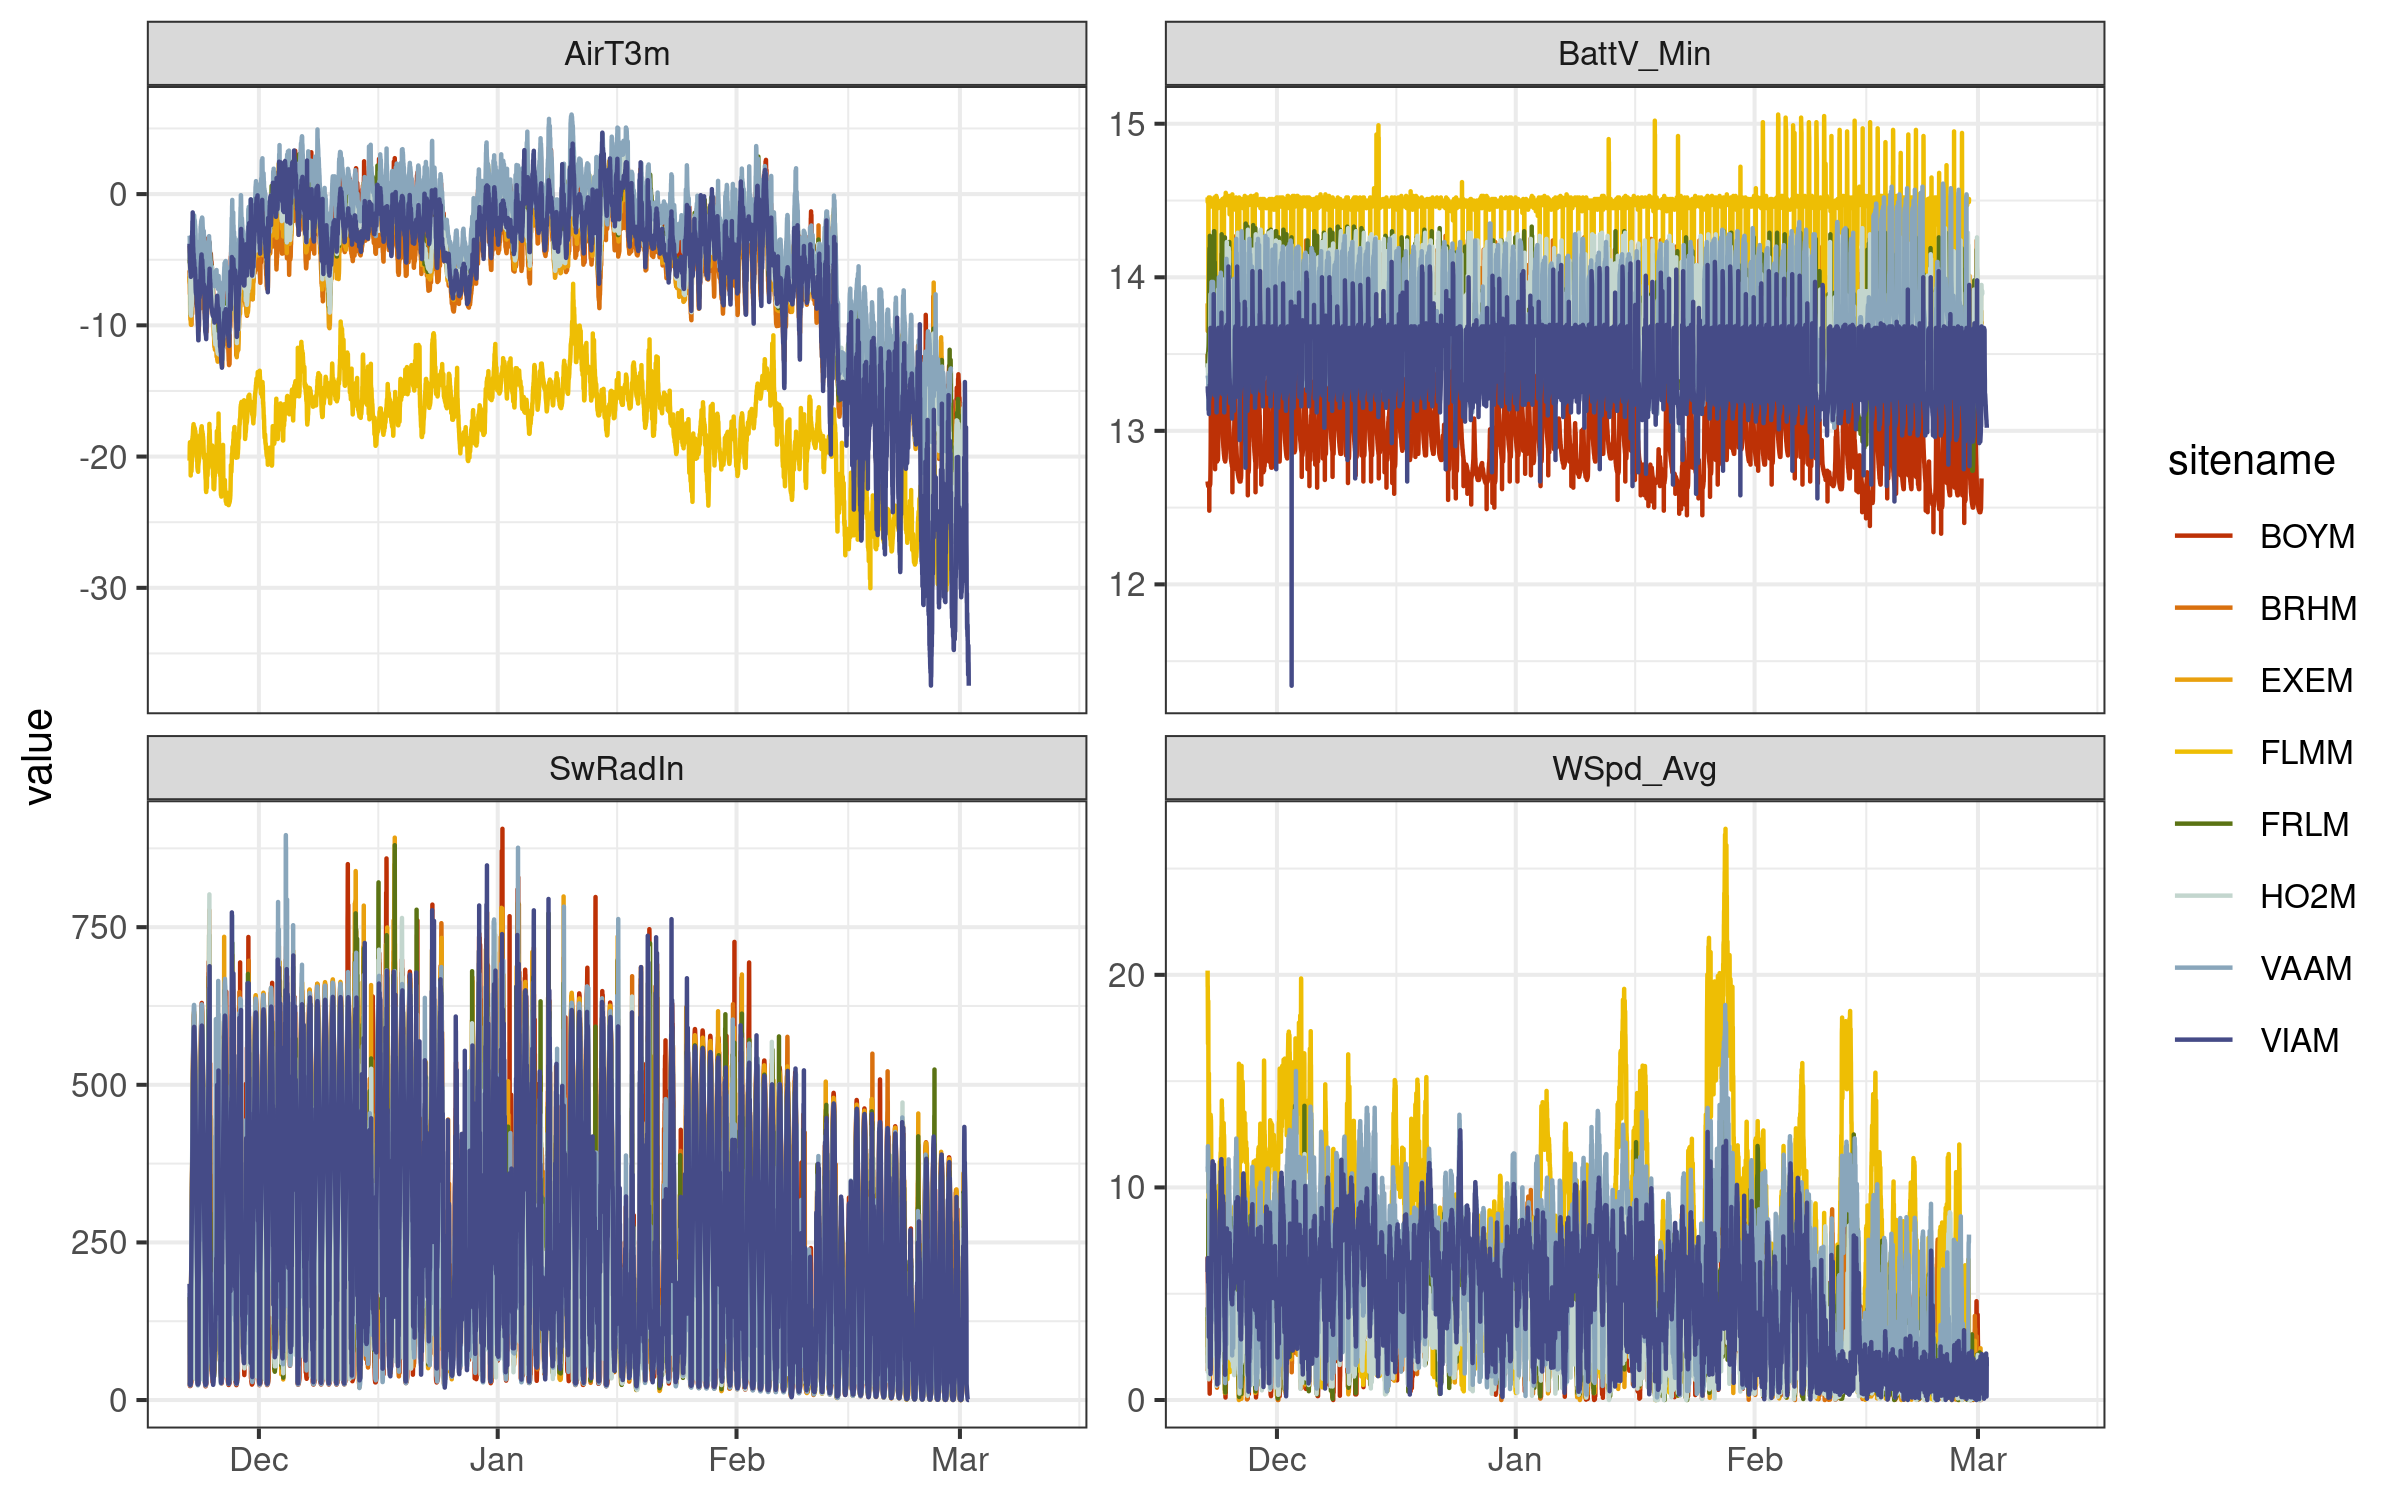 AirT3m
BattV_Min
0
-10
-20
-30
15
14
13
12
value
SwRadIn
WSpd_Avg
750
500
250
0
20
10
0
Dec Jan Feb Mar
Dec Jan Feb Mar
sitename
BOYM
BRHM
EXEM
FLMM
FRLM
HO2M
VAAM
VIAM